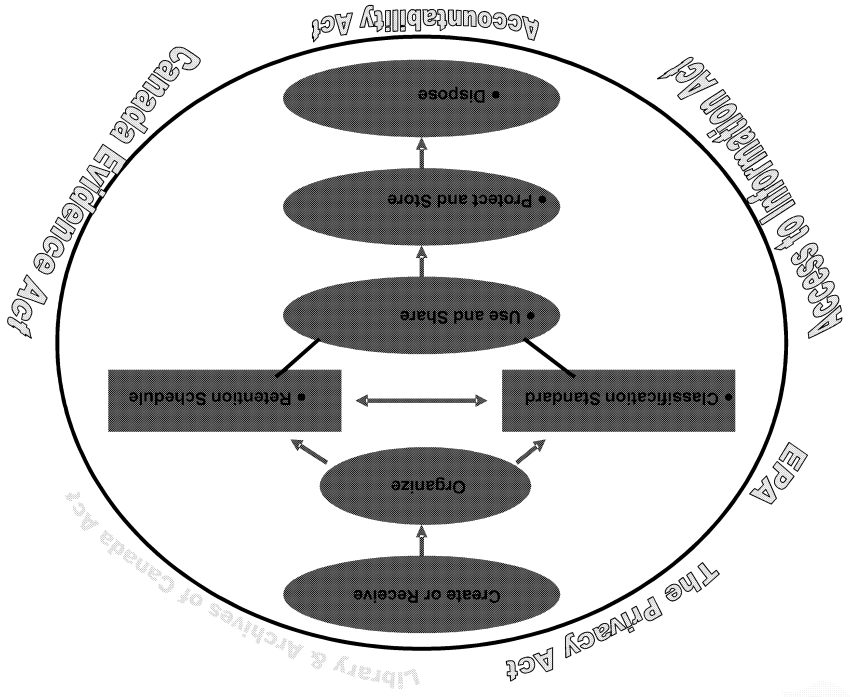 Library & Archives of Canada Act
The Privacy Act
Create or Receive
EPA
Organize
• Classification Standard
• Retention Schedule
• Use and Share
Access to Information Act
Canada Evidence Act
• Protect and Store
• Dispose
Accountability Act